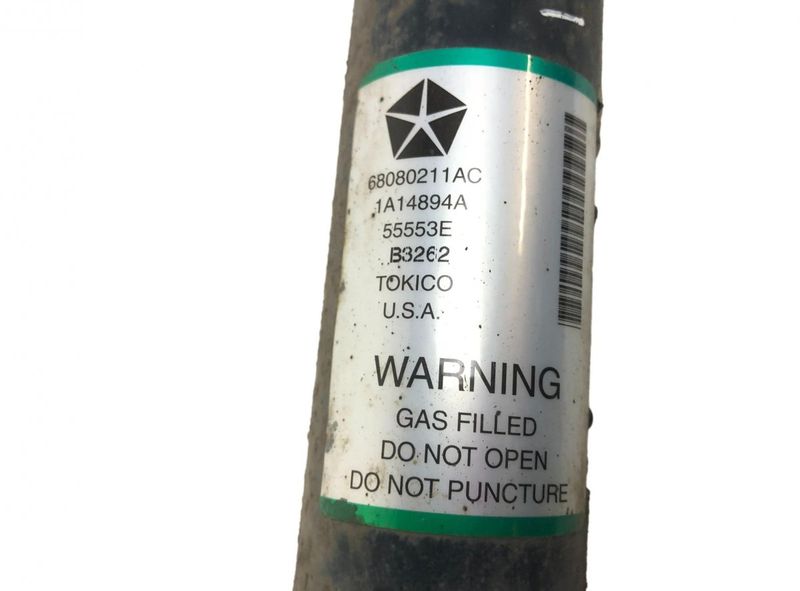 68080211AC
1A14894A
55553E
B3262
TOKICO
U.S.A.
WARNING
GAS FILLED
DO NOT OPEN
DO NOT PUNCTURE